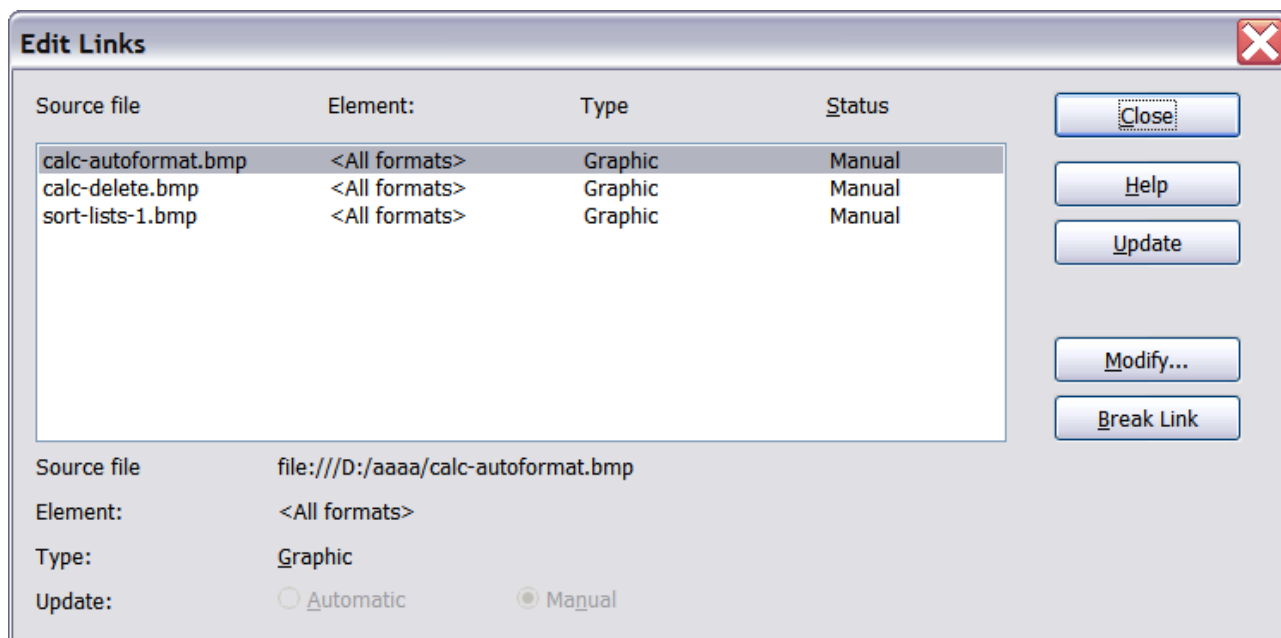 Edit Links
Source file Element: Type Status
Close
calc-autoformat.bmp <All formats> Graphic Manual
calc-delete.bmp <All formats> Graphic Manual
Help
sort-lists-1.bmp <All formats> Graphic Manual
Update
Modify...
Break Link
Source file file:///D:/aaaa/calc-autoformat.bmp
Element: <All formats>
Type: Graphic
Update: Automatic Manual